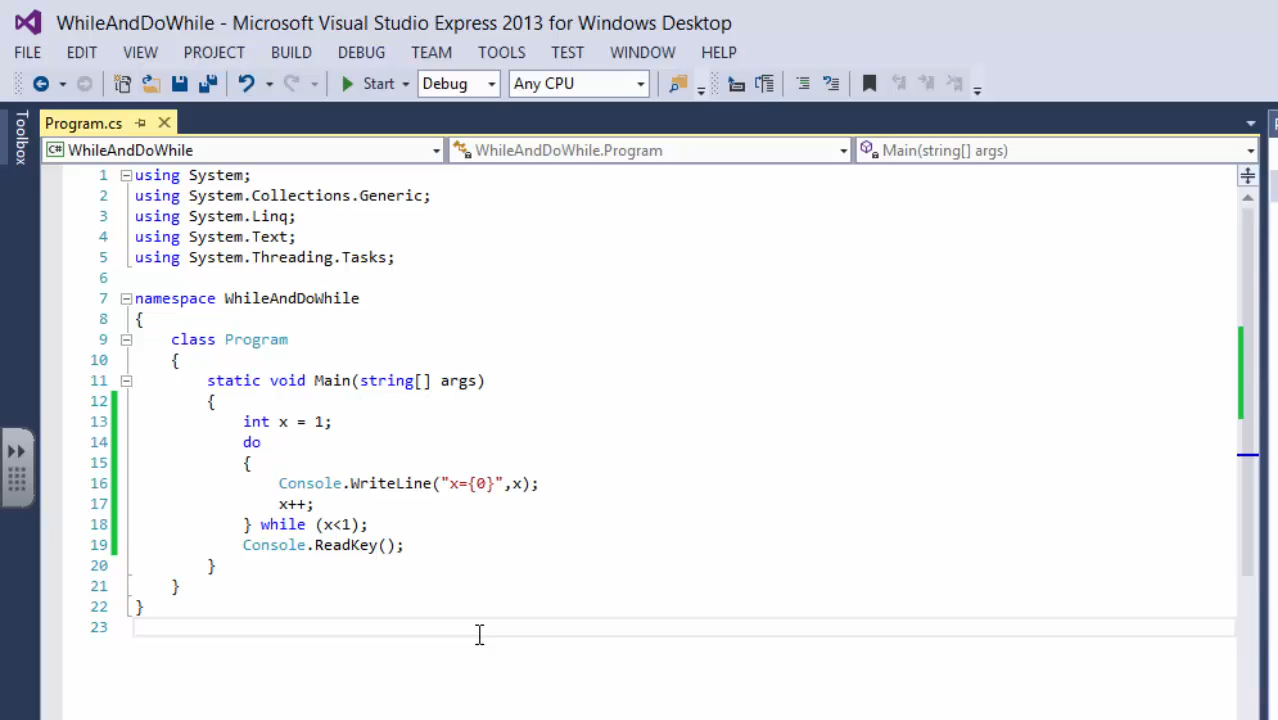 WhileAndDoWhile - Microsoft Visual Studio Express 2013 for Windows Desktop
FILE EDIT VIEW PROJECT BUILD DEBUG TEAM TOOLS TEST WINDOW HELP
Start Debug Any CPU
Toolbox
Program.cs
C# WhileAndDoWhile WhileAndDoWhile.Program Main(string[] args)
1 using System;
2 using System.Collections.Generic;
3 using System.Linq;
4 using System.Text;
5 using System.Threading.Tasks;
6
7 namespace WhileAndDoWhile
8 {
9     class Program
10     {
11         static void Main(string[] args)
12         {
13             int x = 1;
14             do
15             {
16                 Console.WriteLine("x={0}",x);
17                 x++;
18             } while (x<1);
19             Console.ReadKey();
20         }
21     }
22 }
23